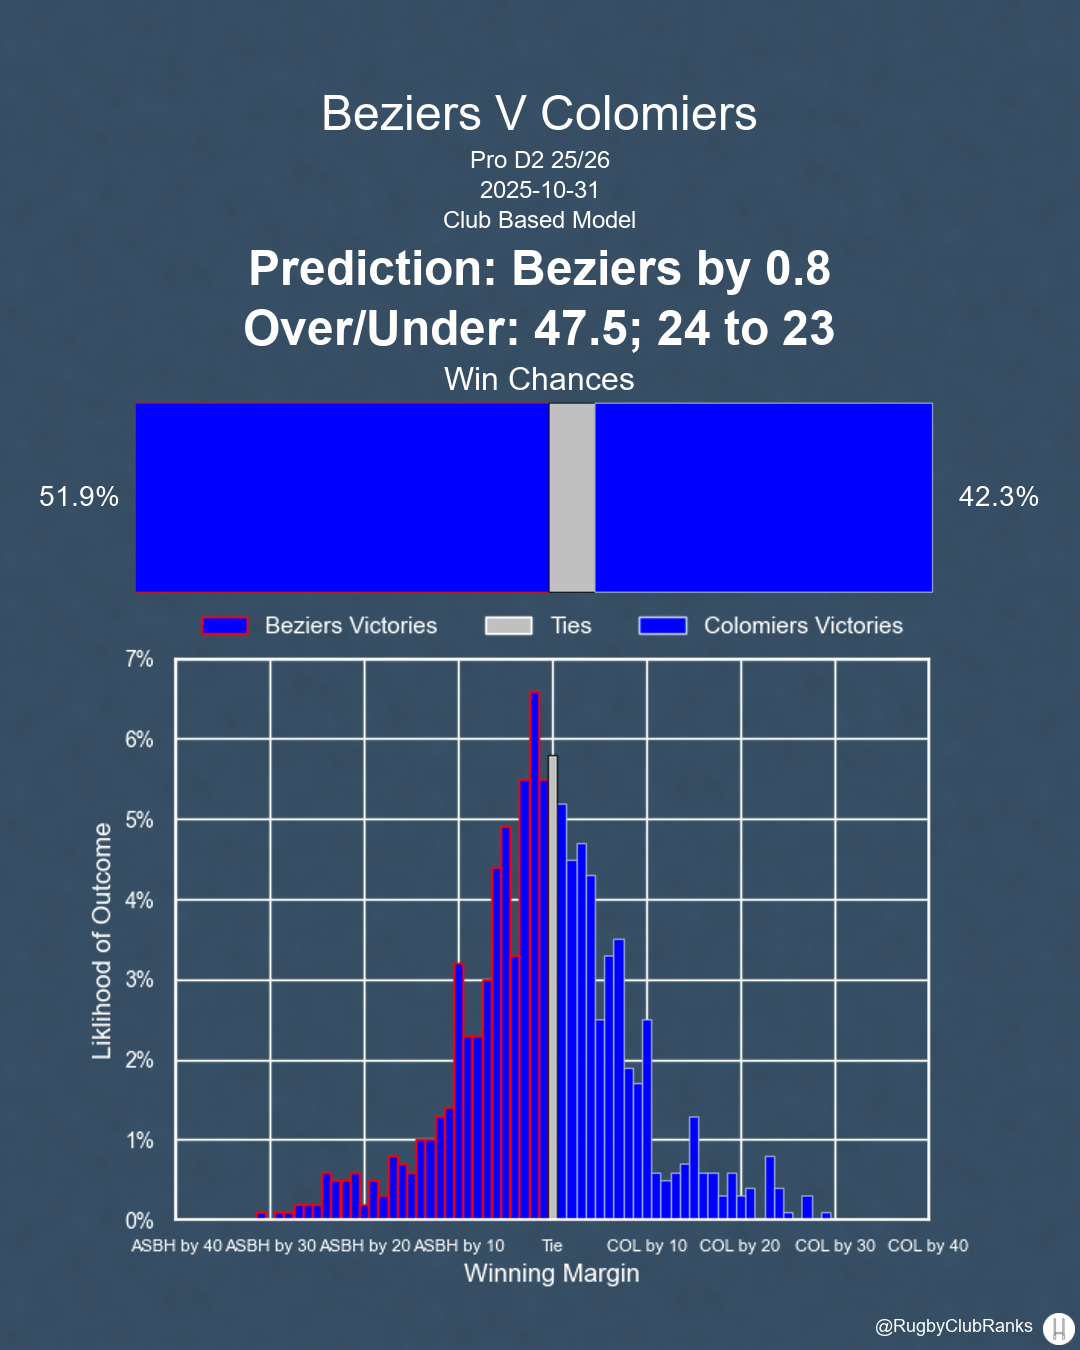 Beziers V Colomiers
Pro D2 25/26
2025-10-31
Club Based Model
Prediction: Beziers by 0.8
Over/Under: 47.5; 24 to 23
Win Chances
51.9%
42.3%
Beziers Victories
Ties
Colomiers Victories
7%
6%
5%
4%
3%
2%
1%
0%
Liklihood of Outcome
ASBH by 40
ASBH by 30
ASBH by 20
ASBH by 10
Tie
COL by 10
COL by 20
COL by 30
COL by 40
Winning Margin
@RugbyClubRanks